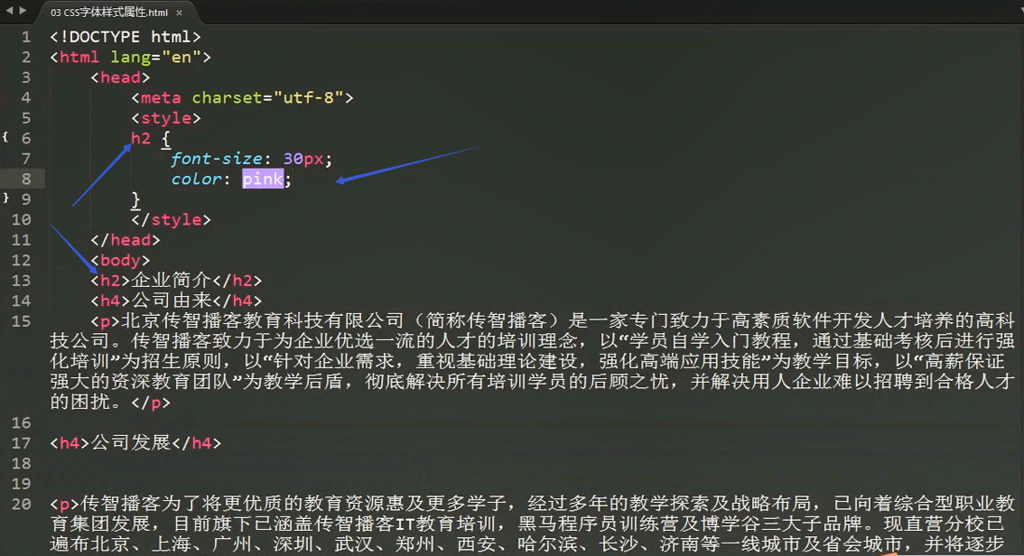 03 CSS字体样式属性.html ×
1 <!DOCTYPE html>
2 <html lang="en">
3 <head>
4 <meta charset="utf-8">
5 <style>
6 h2 {
7 font-size: 30px;
8 color: pink;
9 }
10 </style>
11 </head>
12 <body>
13 <h2>企业简介</h2>
14 <h4>公司由来</h4>
15 <p>北京传智播客教育科技有限公司（简称传智播客）是一家专门致力于高素质软件开发人才培养的高科
技公司。传智播客致力于为企业优选一流的人才的培训理念，以“学员自学入门教程，通过基础考核后进行强
化培训”为招生原则，以“针对企业需求，重视基础理论建设，强化高端应用技能”为教学目标，以“高薪保证
强大的资深教育团队”为教学后盾，彻底解决所有培训学员的后顾之忧，并解决用人企业难以招聘到合格人才
的困扰。</p>
16
17 <h4>公司发展</h4>
18
19
20 <p>传智播客为了将更优质的教育资源惠及更多学子，经过多年的教学探索及战略布局，已向着综合型职业教
育集团发展，目前旗下已涵盖传智播客IT教育培训，黑马程序员训练营及博学谷三大子品牌。现直营分校已
遍布北京、上海、广州、深圳、武汉、郑州、西安、哈尔滨、长沙、济南等一线城市及省会城市，并将逐步